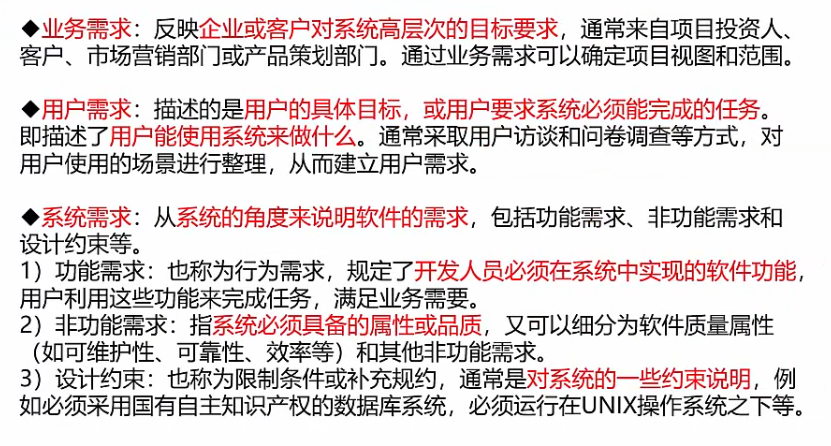 ◆业务需求：反映企业或客户对系统高层次的目标要求，通常来自项目投资人、
客户、市场营销部门或产品策划部门。通过业务需求可以确定项目视图和范围。
◆用户需求：描述的是用户的具体目标，或用户要求系统必须能完成的任务。
即描述了用户能使用系统来做什么。通常采取用户访谈和问卷调查等方式，对
用户使用的场景进行整理，从而建立用户需求。
◆系统需求：从系统的角度来说明软件的需求，包括功能需求、非功能需求和
设计约束等。
1）功能需求：也称为行为需求，规定了开发人员必须在系统中实现的软件功能，
用户利用这些功能来完成任务，满足业务需要。
2）非功能需求：指系统必须具备的属性或品质，又可以细分为软件质量属性
（如可维护性、可靠性、效率等）和其他非功能需求。
3）设计约束：也称为限制条件或补充规约，通常是对系统的一些约束说明，例
如必须采用国有自主知识产权的数据库系统，必须运行在UNIX操作系统之下等。